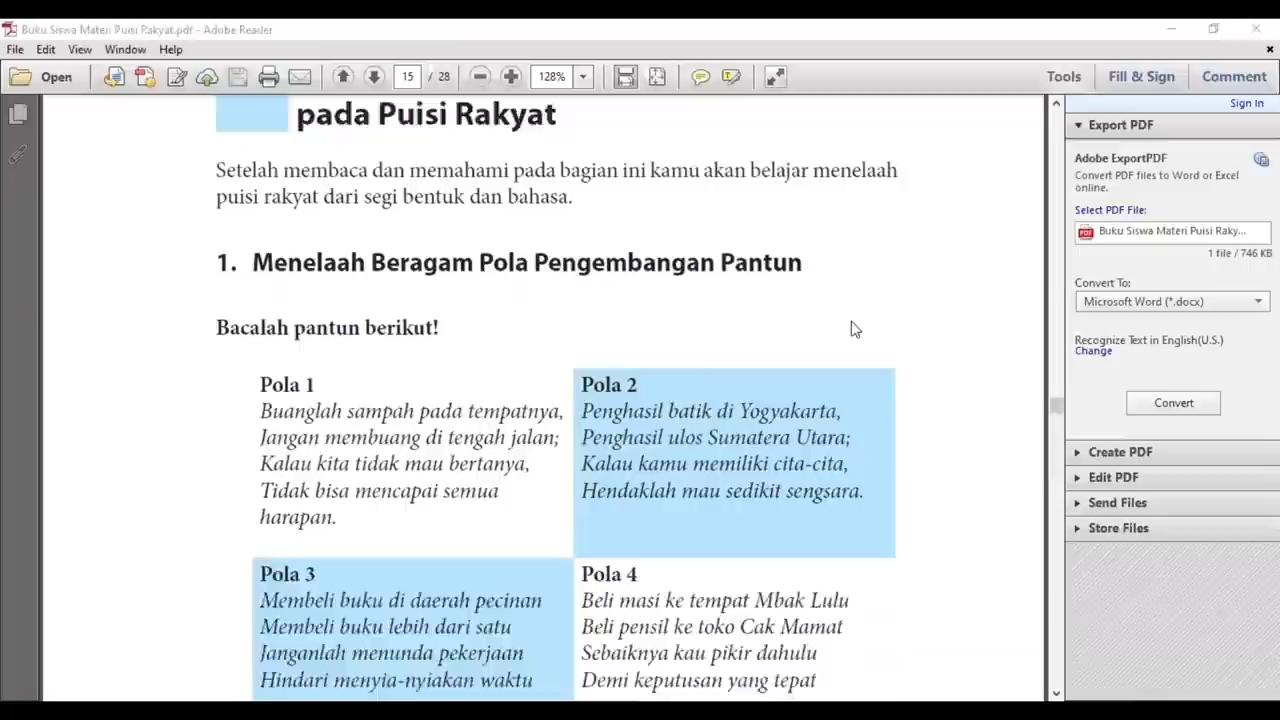 Buku Siswa Materi Puisi Rakyat.pdf - Adobe Reader
File Edit View Window Help
Open 15 / 28 128% Tools Fill & Sign Comment
Sign In
pada Puisi Rakyat
Setelah membaca dan memahami pada bagian ini kamu akan belajar menelaah
puisi rakyat dari segi bentuk dan bahasa.
1. Menelaah Beragam Pola Pengembangan Pantun
Bacalah pantun berikut!
Pola 1
Buanglah sampah pada tempatnya,
Jangan membuang di tengah jalan;
Kalau kita tidak mau bertanya,
Tidak bisa mencapai semua
harapan.
Pola 2
Penghasil batik di Yogyakarta,
Penghasil ulos Sumatera Utara;
Kalau kamu memiliki cita-cita,
Hendaklah mau sedikit sengsara.
Pola 3
Membeli buku di daerah pecinan
Membeli buku lebih dari satu
Janganlah menunda pekerjaan
Hindari menyia-nyiakan waktu
Pola 4
Beli masi ke tempat Mbak Lulu
Beli pensil ke toko Cak Mamat
Sebaiknya kau pikir dahulu
Demi keputusan yang tepat
Export PDF
Adobe ExportPDF
Convert PDF files to Word or Excel
online.
Select PDF File:
Buku Siswa Materi Puisi Raky...
1 file / 746 KB
Convert To:
Microsoft Word (*.docx)
Recognize Text in English(U.S.)
Change
Convert
Create PDF
Edit PDF
Send Files
Store Files